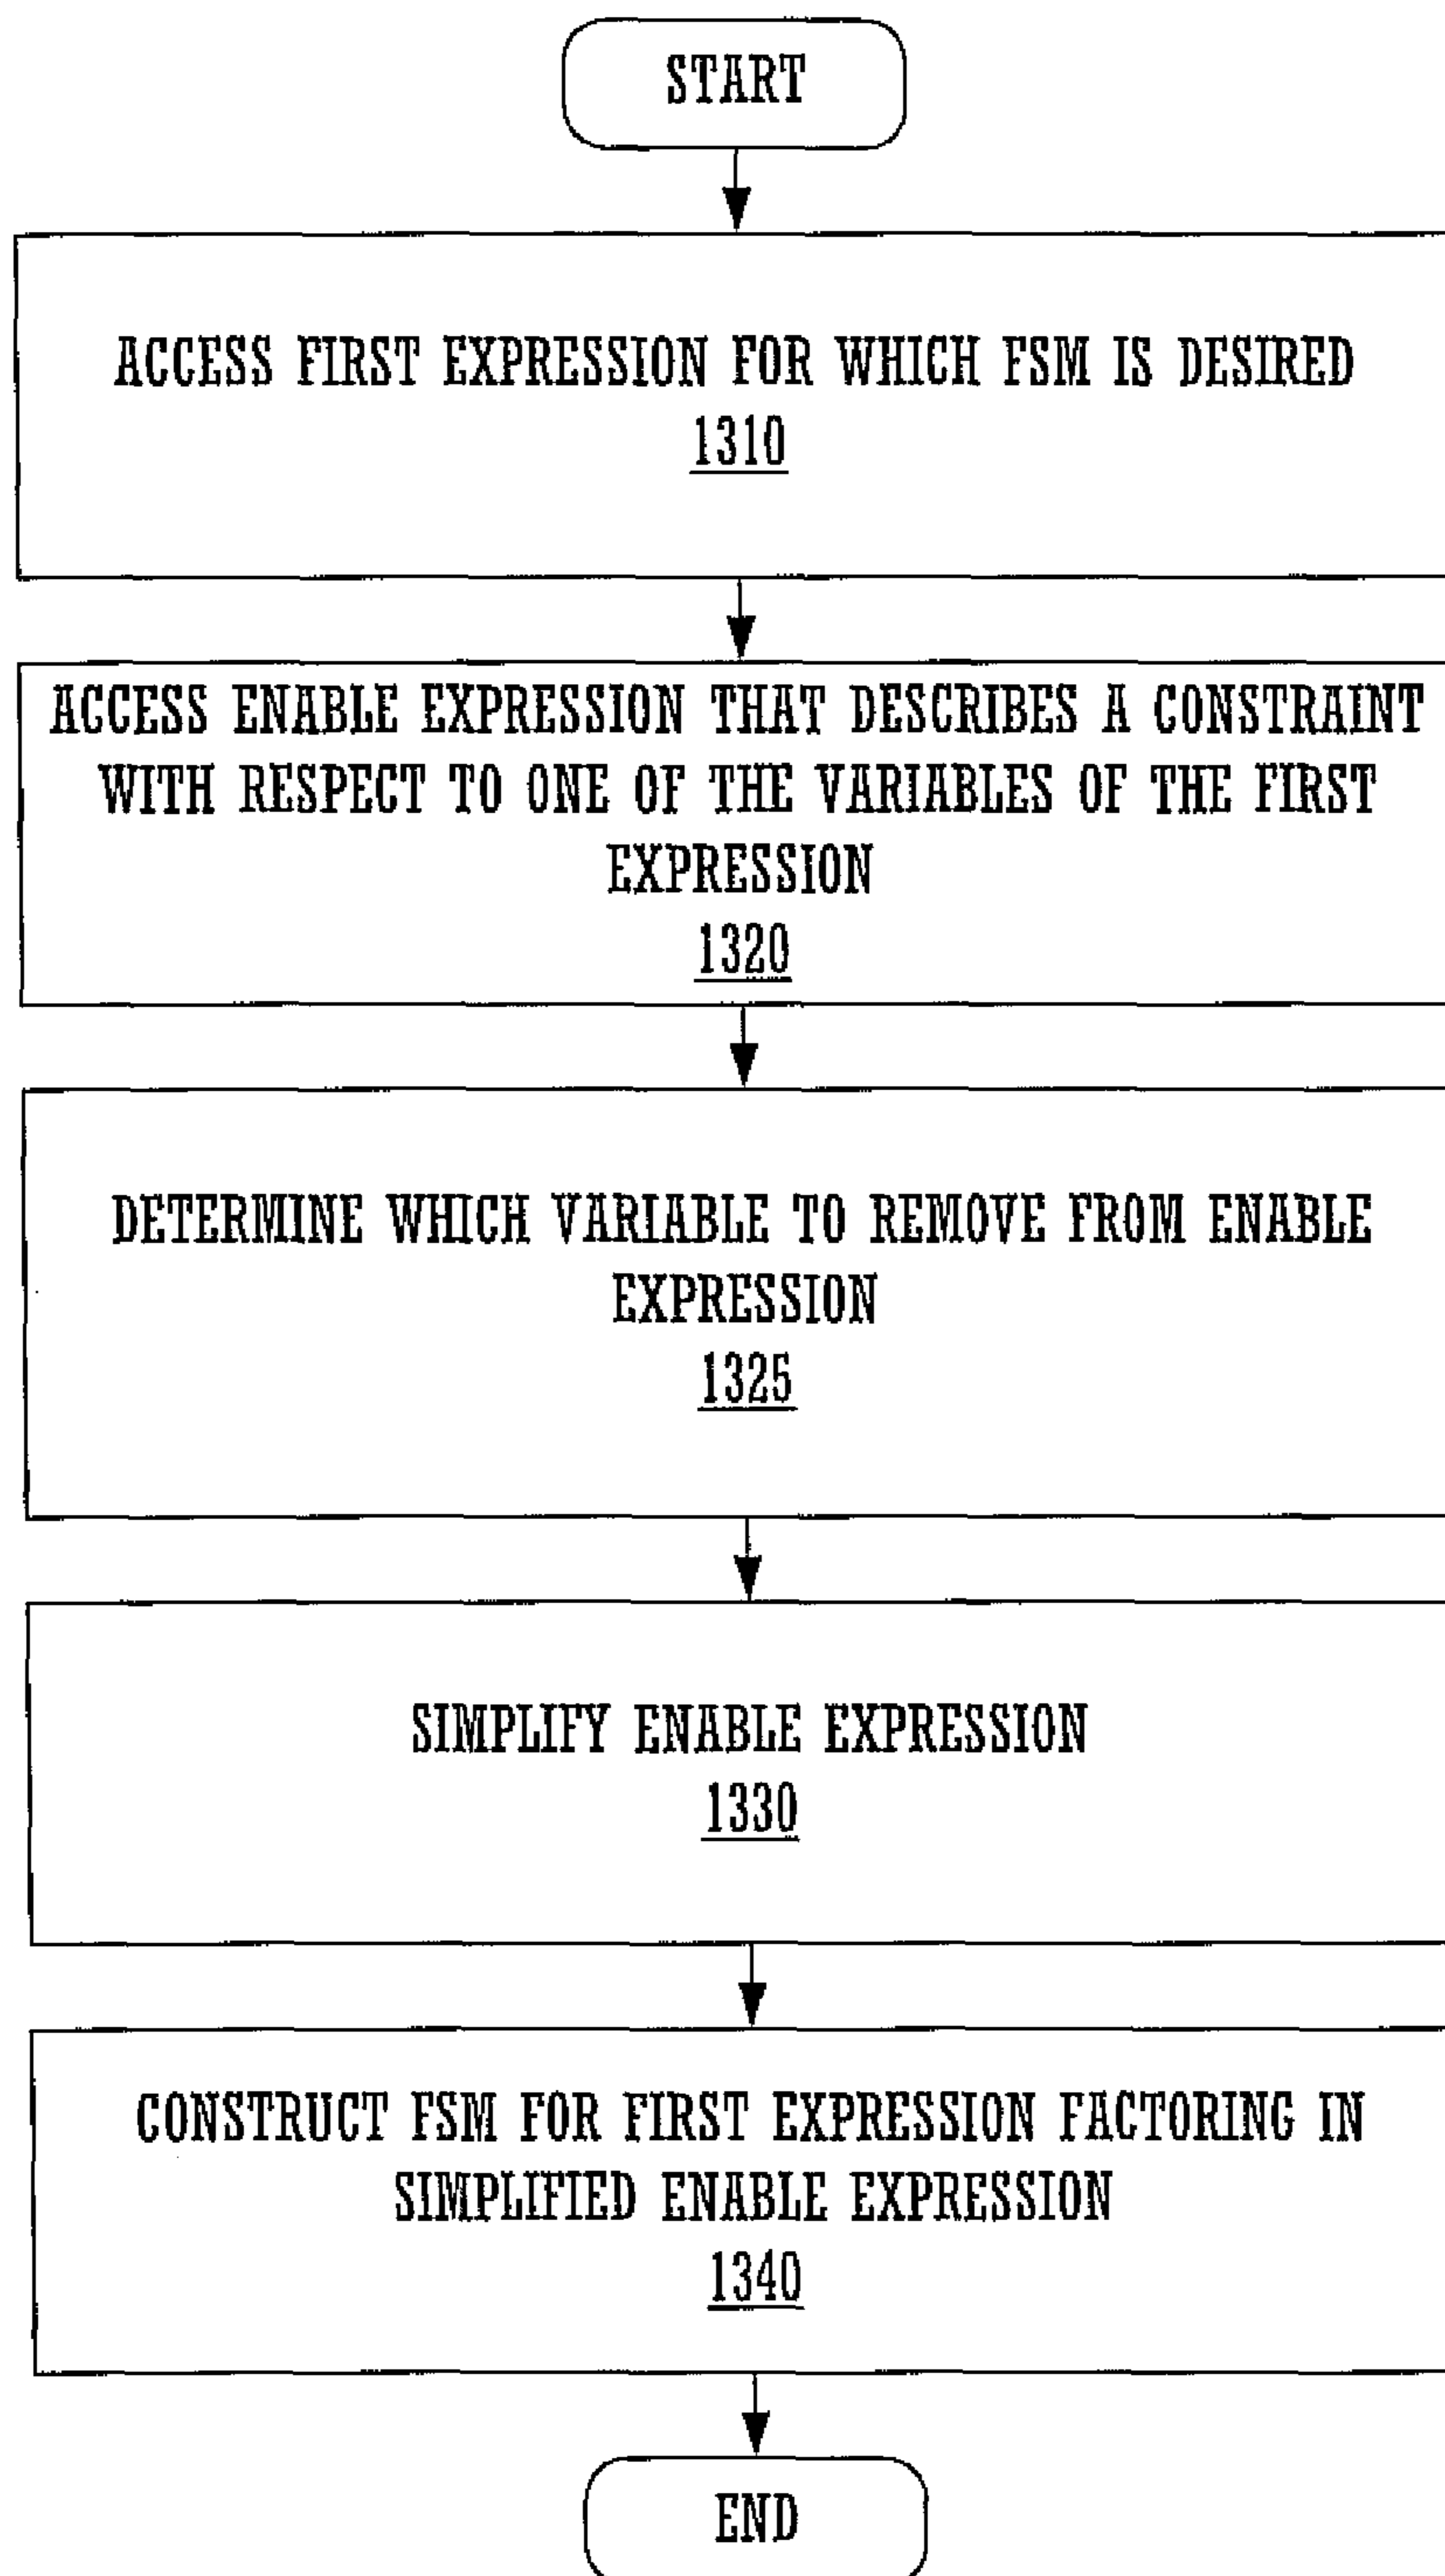 START
ACCESS FIRST EXPRESSION FOR WHICH FSM IS DESIRED
1310
ACCESS ENABLE EXPRESSION THAT DESCRIBES A CONSTRAINT
WITH RESPECT TO ONE OF THE VARIABLES OF THE FIRST
EXPRESSION
1320
DETERMINE WHICH VARIABLE TO REMOVE FROM ENABLE
EXPRESSION
1325
SIMPLIFY ENABLE EXPRESSION
1330
CONSTRUCT FSM FOR FIRST EXPRESSION FACTORING IN
SIMPLIFIED ENABLE EXPRESSION
1340
END